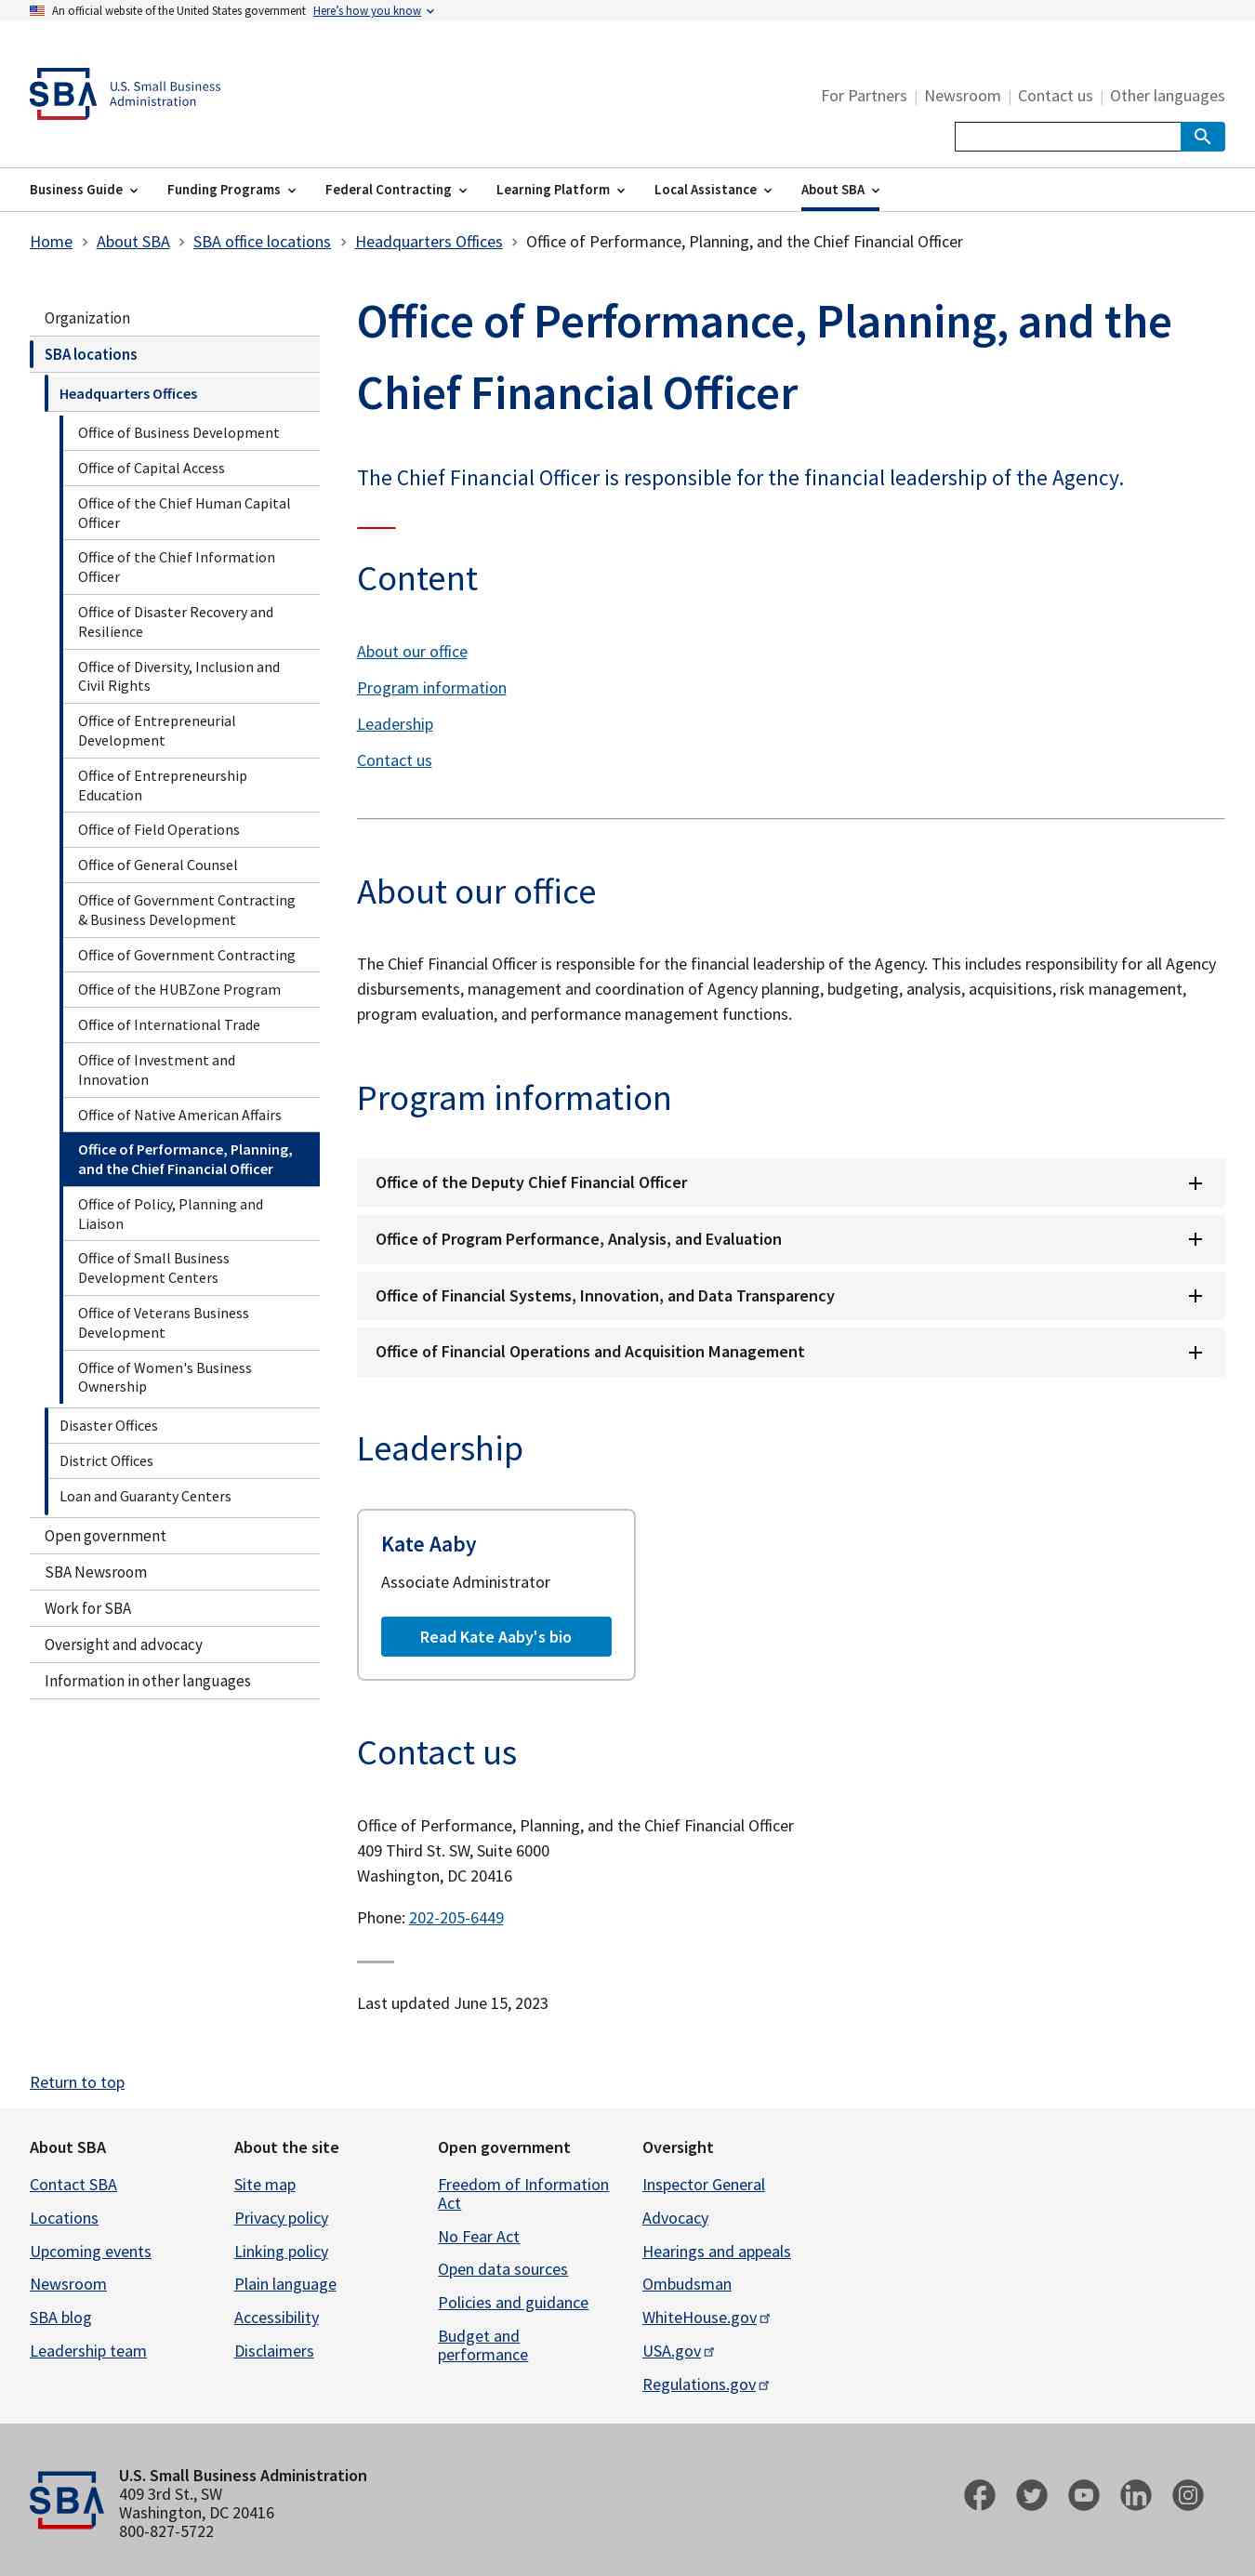 An official website of the United States government Here's how you know
SBA U.S. Small Business
Administration
For Partners | Newsroom | Contact us | Other languages
Business Guide Funding Programs Federal Contracting Learning Platform Local Assistance About SBA
Home > About SBA > SBA office locations > Headquarters Offices > Office of Performance, Planning, and the Chief Financial Officer
Organization
SBA locations
Headquarters Offices
Office of Business Development
Office of Capital Access
Office of the Chief Human Capital
Officer
Office of the Chief Information
Officer
Office of Disaster Recovery and
Resilience
Office of Diversity, Inclusion and
Civil Rights
Office of Entrepreneurial
Development
Office of Entrepreneurship
Education
Office of Field Operations
Office of General Counsel
Office of Government Contracting
& Business Development
Office of Government Contracting
Office of the HUBZone Program
Office of International Trade
Office of Investment and
Innovation
Office of Native American Affairs
Office of Performance, Planning,
and the Chief Financial Officer
Office of Policy, Planning and
Liaison
Office of Small Business
Development Centers
Office of Veterans Business
Development
Office of Women's Business
Ownership
Disaster Offices
District Offices
Loan and Guaranty Centers
Open government
SBA Newsroom
Work for SBA
Oversight and advocacy
Information in other languages
Office of Performance, Planning, and the
Chief Financial Officer
The Chief Financial Officer is responsible for the financial leadership of the Agency.
Content
About our office
Program information
Leadership
Contact us
About our office
The Chief Financial Officer is responsible for the financial leadership of the Agency. This includes responsibility for all Agency
disbursements, management and coordination of Agency planning, budgeting, analysis, acquisitions, risk management,
program evaluation, and performance management functions.
Program information
Office of the Deputy Chief Financial Officer
Office of Program Performance, Analysis, and Evaluation
Office of Financial Systems, Innovation, and Data Transparency
Office of Financial Operations and Acquisition Management
Leadership
Kate Aaby
Associate Administrator
Read Kate Aaby's bio
Contact us
Office of Performance, Planning, and the Chief Financial Officer
409 Third St. SW, Suite 6000
Washington, DC 20416
Phone: 202-205-6449
Last updated June 15, 2023
Return to top
About SBA
Contact SBA
Locations
Upcoming events
Newsroom
SBA blog
Leadership team
About the site
Site map
Privacy policy
Linking policy
Plain language
Accessibility
Disclaimers
Open government
Freedom of Information
Act
No Fear Act
Open data sources
Policies and guidance
Budget and
performance
Oversight
Inspector General
Advocacy
Hearings and appeals
Ombudsman
WhiteHouse.gov
USA.gov
Regulations.gov
SBA
U.S. Small Business Administration
409 3rd St., SW
Washington, DC 20416
800-827-5722